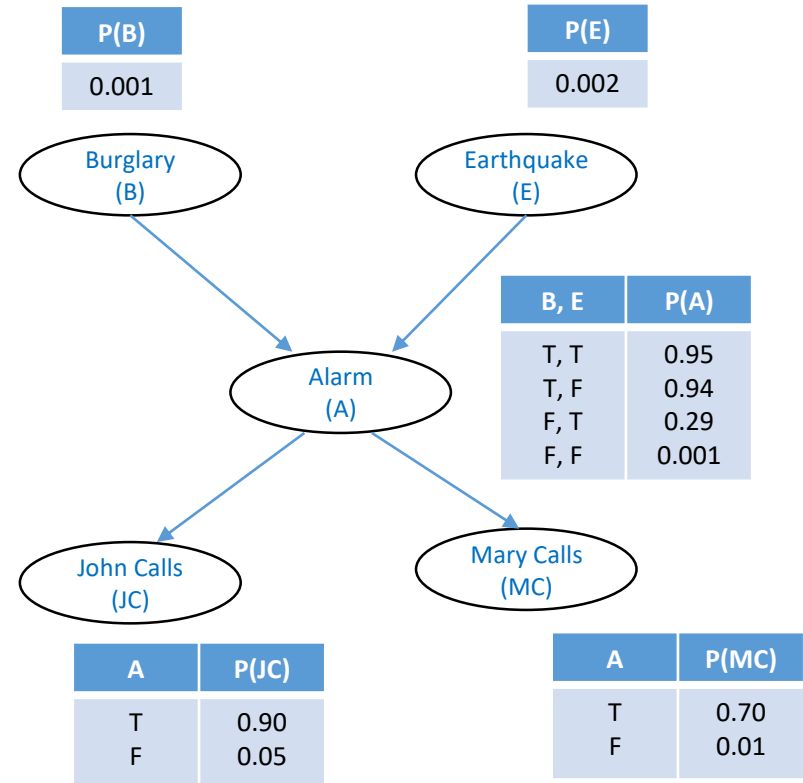 P(B)
0.001
P(E)
0.002
Burglary
(B)
Earthquake
(E)
B, E P(A)
T, T 0.95
T, F 0.94
F, T 0.29
F, F 0.001
Alarm
(A)
John Calls
(JC)
Mary Calls
(MC)
A P(JC)
T 0.90
F 0.05
A P(MC)
T 0.70
F 0.01